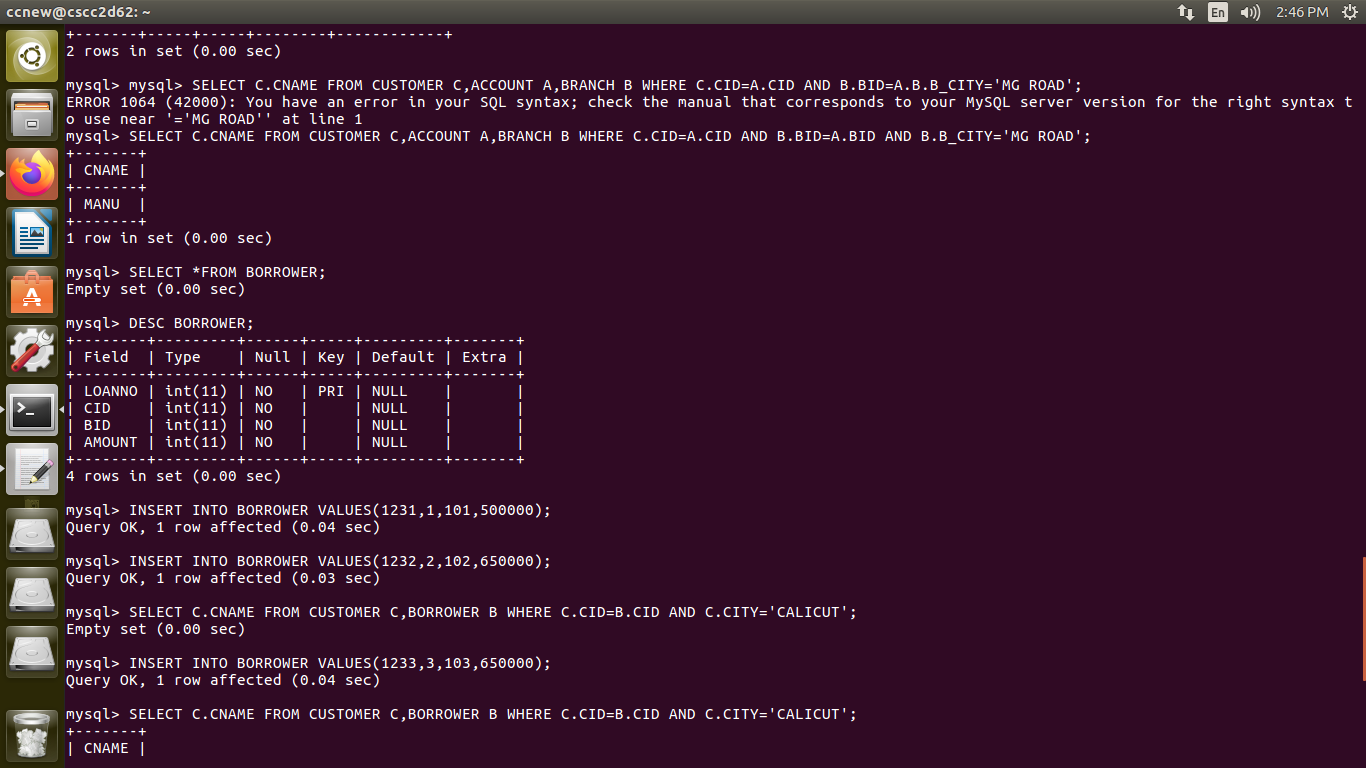 ccnew@cscc2d62: ~
En
2:46 PM
+-------+-----+-----+--------+------------+
2 rows in set (0.00 sec)
mysql> mysql> SELECT C.CNAME FROM CUSTOMER C,ACCOUNT A,BRANCH B WHERE C.CID=A.CID AND B.BID=A.B.B_CITY='MG ROAD';
ERROR 1064 (42000): You have an error in your SQL syntax; check the manual that corresponds to your MySQL server version for the right syntax t
o use near '='MG ROAD'' at line 1
mysql> SELECT C.CNAME FROM CUSTOMER C,ACCOUNT A,BRANCH B WHERE C.CID=A.CID AND B.BID=A.BID AND B.B_CITY='MG ROAD';
+-------+
| CNAME |
+-------+
| MANU  |
+-------+
1 row in set (0.00 sec)
mysql> SELECT *FROM BORROWER;
Empty set (0.00 sec)
mysql> DESC BORROWER;
+--------+---------+------+-----+---------+-------+
| Field  | Type    | Null | Key | Default | Extra |
+--------+---------+------+-----+---------+-------+
| LOANNO | int(11) | NO   | PRI | NULL    |       |
| CID    | int(11) | NO   |     | NULL    |       |
| BID    | int(11) | NO   |     | NULL    |       |
| AMOUNT | int(11) | NO   |     | NULL    |       |
+--------+---------+------+-----+---------+-------+
4 rows in set (0.00 sec)
mysql> INSERT INTO BORROWER VALUES(1231,1,101,500000);
Query OK, 1 row affected (0.04 sec)
mysql> INSERT INTO BORROWER VALUES(1232,2,102,650000);
Query OK, 1 row affected (0.03 sec)
mysql> SELECT C.CNAME FROM CUSTOMER C,BORROWER B WHERE C.CID=B.CID AND C.CITY='CALICUT';
Empty set (0.00 sec)
mysql> INSERT INTO BORROWER VALUES(1233,3,103,650000);
Query OK, 1 row affected (0.04 sec)
mysql> SELECT C.CNAME FROM CUSTOMER C,BORROWER B WHERE C.CID=B.CID AND C.CITY='CALICUT';
+-------+
| CNAME |